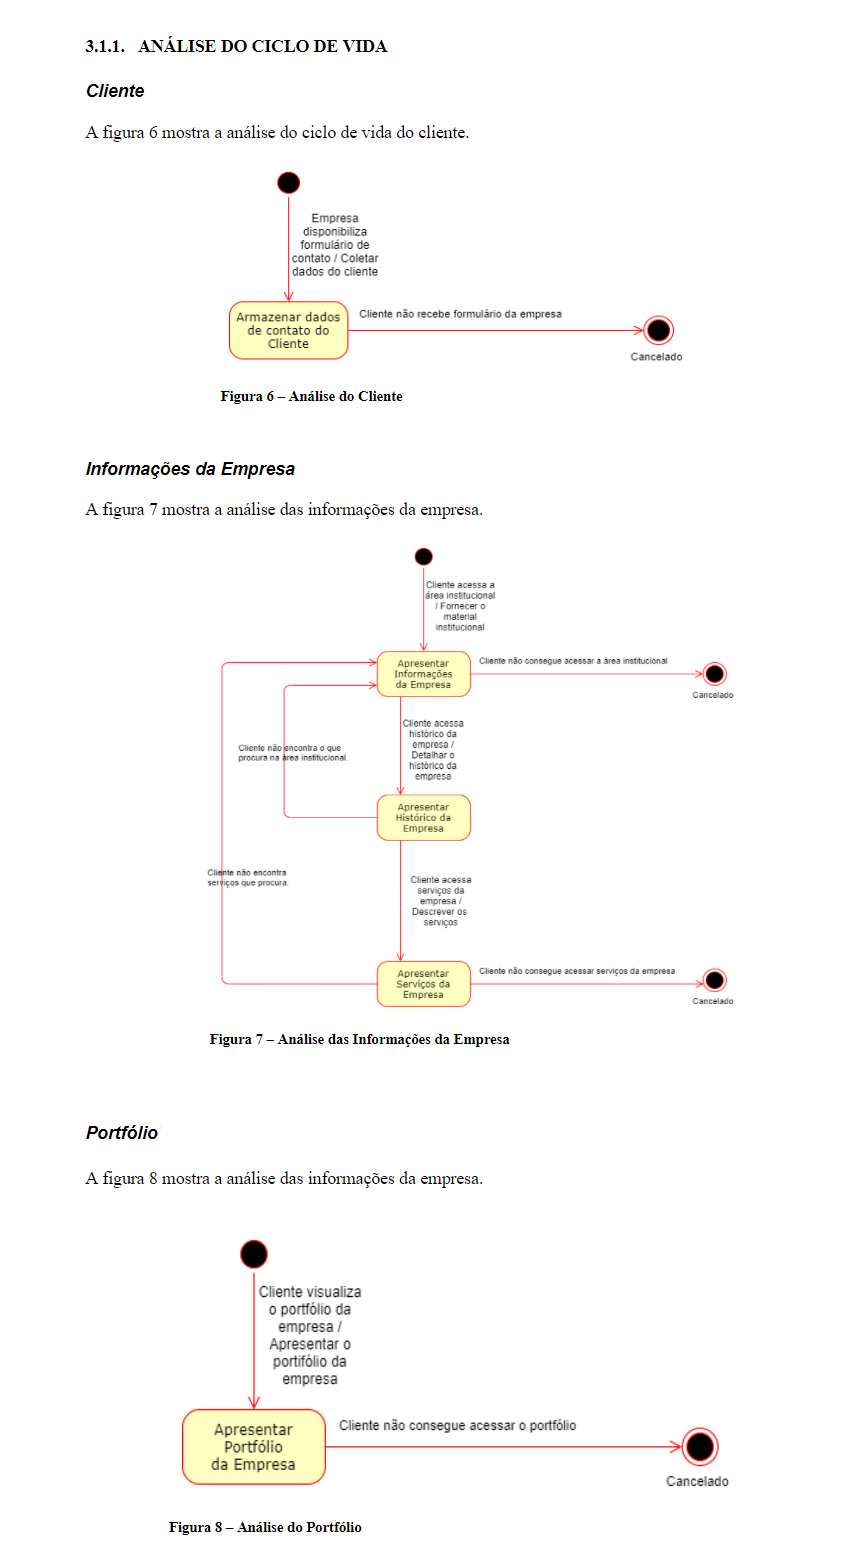 3.1.1. ANÁLISE DO CICLO DE VIDA
Cliente
A figura 6 mostra a análise do ciclo de vida do cliente.
Empresa
disponibiliza
formulário de
contato / Coletar
dados do cliente
Armazenar dados
de contato do
Cliente
Cliente não recebe formulário da empresa
Cancelado
Figura 6 – Análise do Cliente
Informações da Empresa
A figura 7 mostra a análise das informações da empresa.
Cliente acessa a
área institucional
/ Fornecer o
material
institucional
Apresentar
Informações
da Empresa
Cliente não consegue acessar a área institucional
Cancelado
Cliente acessa
histórico da
empresa /
Detalhar o
histórico da
empresa
Cliente não encontra o que
procura na área institucional
Apresentar
Histórico da
Empresa
Cliente não encontra
serviços que procura.
Cliente acessa
serviços da
empresa /
Descrever os
serviços
Apresentar
Serviços da
Empresa
Cliente não consegue acessar serviços da empresa
Cancelado
Figura 7 – Análise das Informações da Empresa
Portfólio
A figura 8 mostra a análise das informações da empresa.
Cliente visualiza
o portfólio da
empresa /
Apresentar o
portifólio da
empresa
Apresentar
Portfólio
da Empresa
Cliente não consegue acessar o portfólio
Cancelado
Figura 8 – Análise do Portfólio